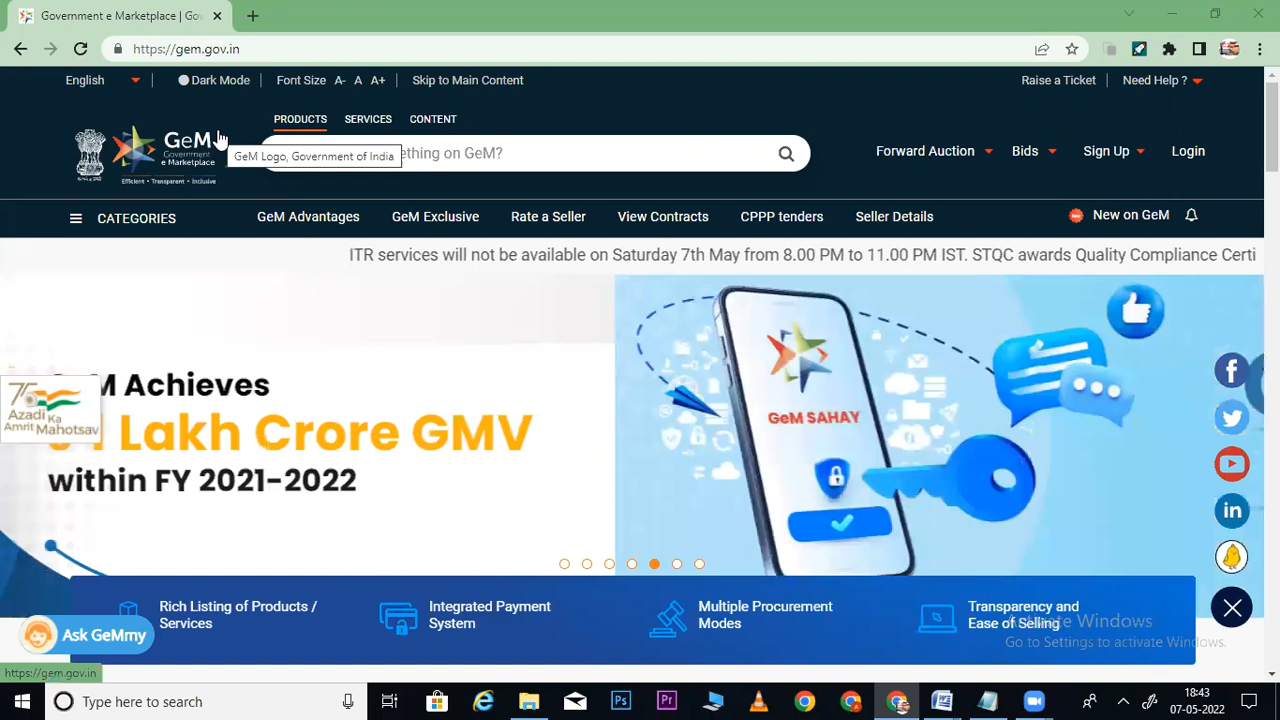 Government e Marketplace | Gov
https://gem.gov.in
English
Dark Mode
Font Size A- A A+
Skip to Main Content
Raise a Ticket
Need Help ?
PRODUCTS SERVICES CONTENT
GeM
Government
e Marketplace
Efficient • Transparent • Inclusive
GeM Logo, Government of India
ething on GeM?
Forward Auction
Bids
Sign Up
Login
CATEGORIES
GeM Advantages
GeM Exclusive
Rate a Seller
View Contracts
CPPP tenders
Seller Details
New on GeM
ITR services will not be available on Saturday 7th May from 8.00 PM to 11.00 PM IST. STQC awards Quality Compliance Certi
M Achieves
1 Lakh Crore GMV
within FY 2021-2022
Azadi Ka
Amrit Mahotsav
GeM SAHAY
Rich Listing of Products /
Services
Integrated Payment
System
Multiple Procurement
Modes
Transparency and
Ease of Selling
Activate Windows
Go to Settings to activate Windows.
Ask GeMmy
https://gem.gov.in
Type here to search
18:43
07-05-2022